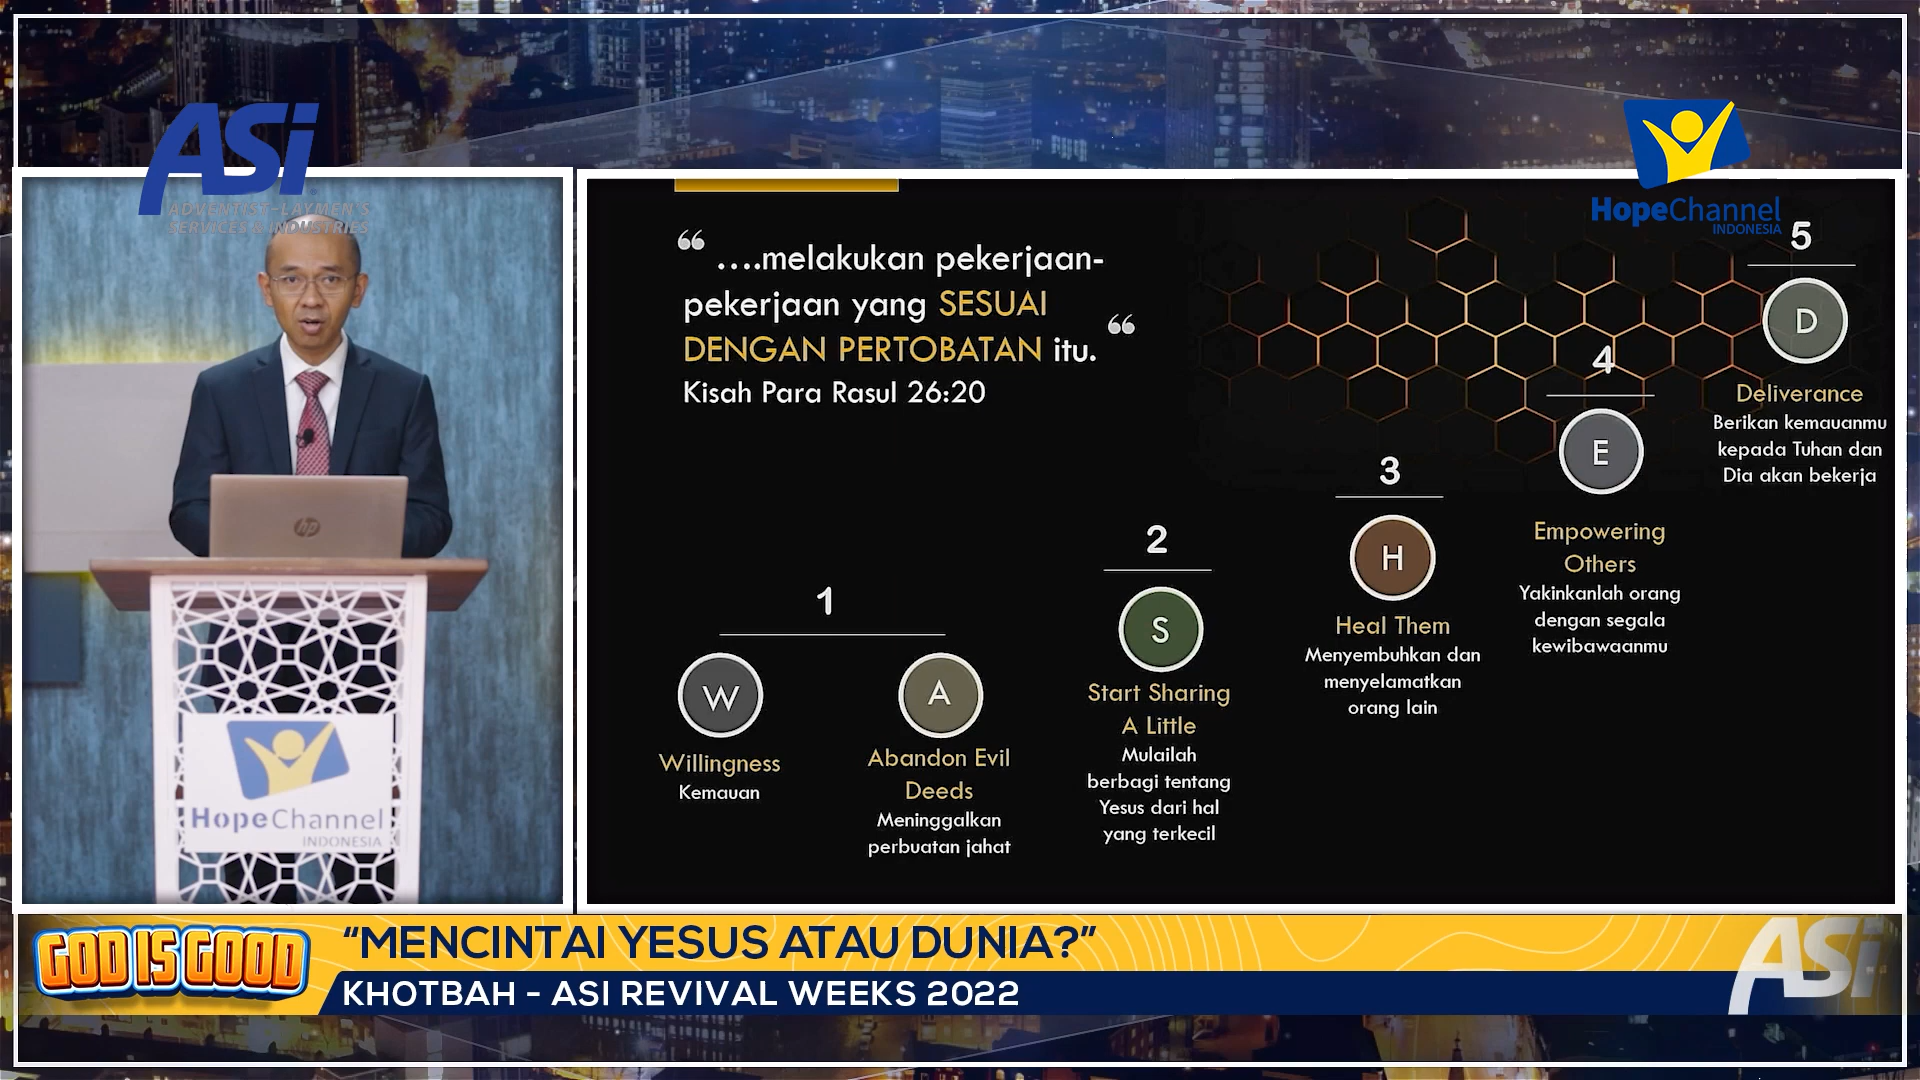 ASi
ADVENTIST-LAYMEN'S
SERVICES & INDUSTRIES
HopeChannel
INDONESIA
“ ....melakukan pekerjaan-
pekerjaan yang SESUAI
DENGAN PERTOBATAN itu. “
Kisah Para Rasul 26:20
1
W
Willingness
Kemauan
A
Abandon Evil
Deeds
Meninggalkan
perbuatan jahat
2
S
Start Sharing
A Little
Mulailah
berbagi tentang
Yesus dari hal
yang terkecil
3
H
Heal Them
Menyembuhkan dan
menyelamatkan
orang lain
4
E
Empowering
Others
Yakinkanlah orang
dengan segala
kewibawaanmu
5
D
Deliverance
Berikan kemauanmu
kepada Tuhan dan
Dia akan bekerja
hp
HopeChannel
INDONESIA
GOD IS GOOD
“MENCINTAI YESUS ATAU DUNIA?”
KHOTBAH - ASI REVIVAL WEEKS 2022
ASi